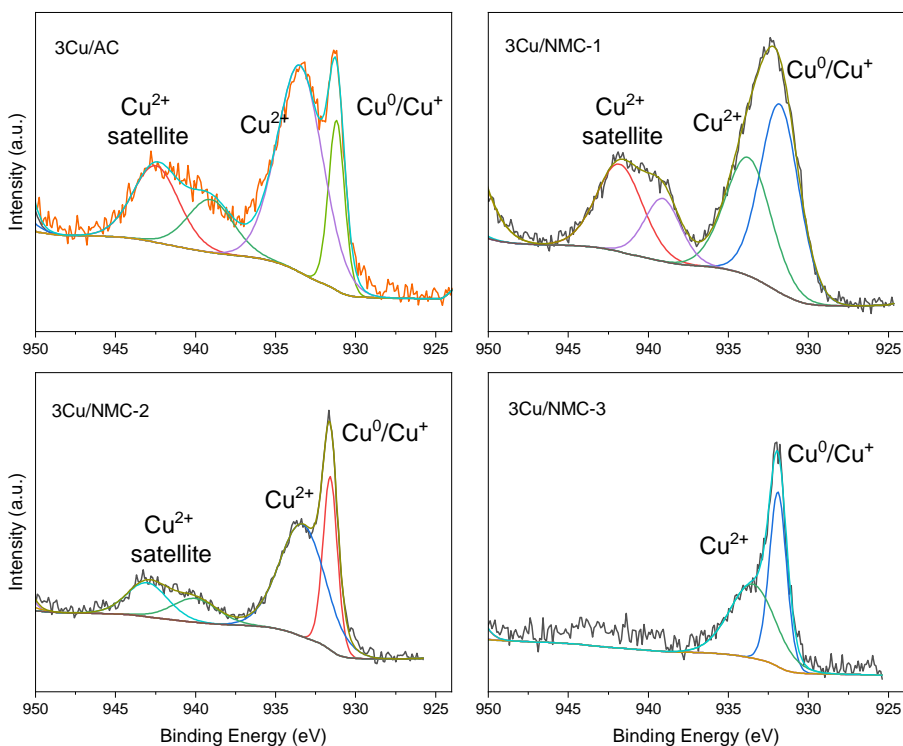 3Cu/AC
Cu²⁺
satellite
Cu²⁺
Cu⁰/Cu⁺
Intensity (a.u.)
950 945 940 935 930 925
3Cu/NMC-1
Cu²⁺
satellite
Cu²⁺
Cu⁰/Cu⁺
950 945 940 935 930 925
3Cu/NMC-2
Cu²⁺
satellite
Cu²⁺
Cu⁰/Cu⁺
Intensity (a.u.)
950 945 940 935 930 925
Binding Energy (eV)
3Cu/NMC-3
Cu²⁺
Cu⁰/Cu⁺
950 945 940 935 930 925
Binding Energy (eV)